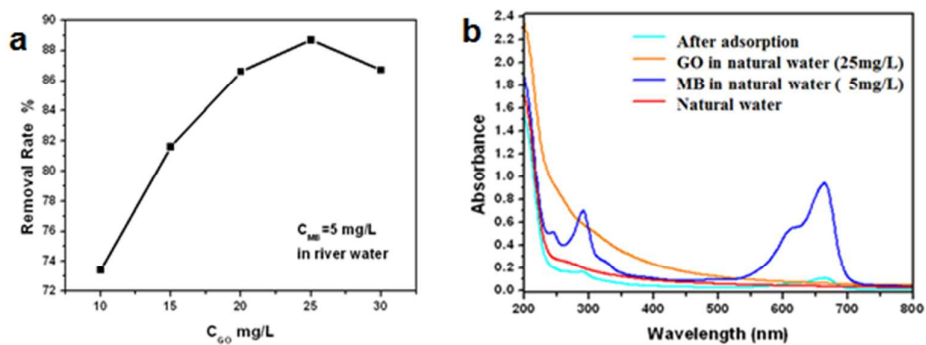 a
90
88
86
84
82
80
78
76
74
72
Removal Rate %
C_MB=5 mg/L
in river water
10 15 20 25 30
C_GO mg/L
b
2.4
2.2
2.0
1.8
1.6
1.4
1.2
1.0
0.8
0.6
0.4
0.2
0.0
Absorbance
After adsorption
GO in natural water (25mg/L)
MB in natural water ( 5mg/L)
Natural water
200 300 400 500 600 700 800
Wavelength (nm)